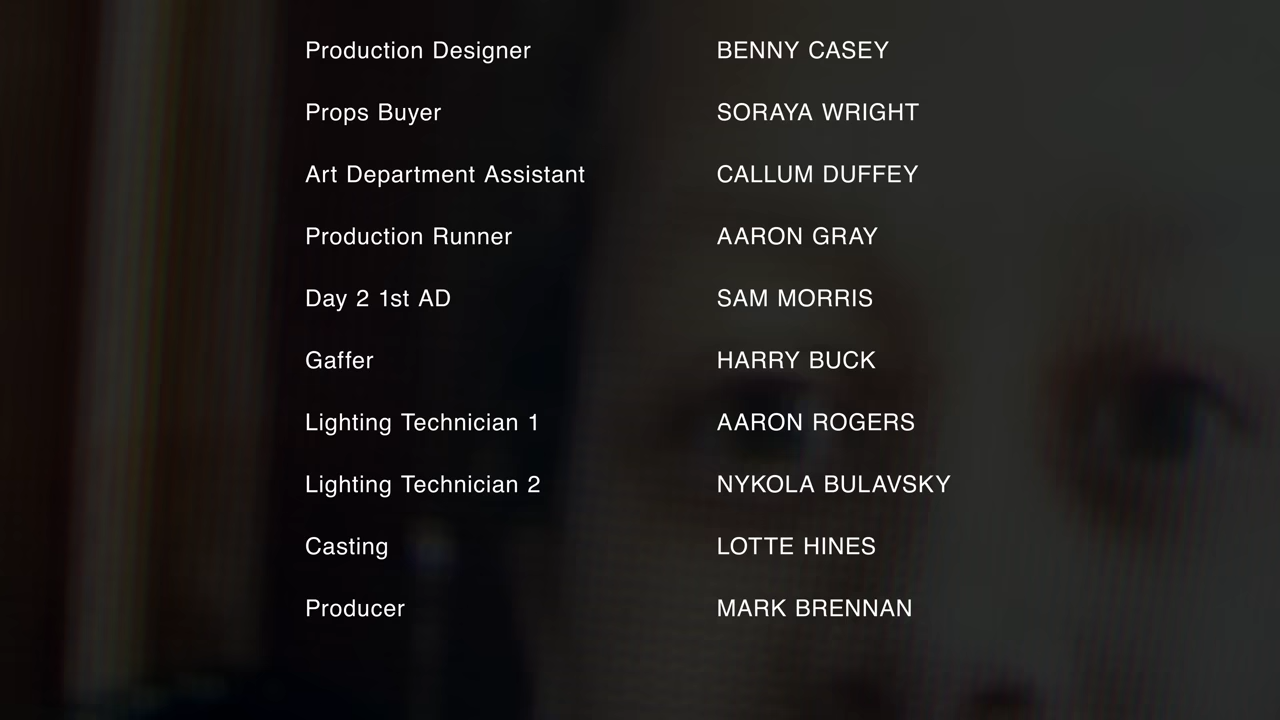 Production Designer BENNY CASEY
Props Buyer SORAYA WRIGHT
Art Department Assistant CALLUM DUFFEY
Production Runner AARON GRAY
Day 2 1st AD SAM MORRIS
Gaffer HARRY BUCK
Lighting Technician 1 AARON ROGERS
Lighting Technician 2 NYKOLA BULAVSKY
Casting LOTTE HINES
Producer MARK BRENNAN